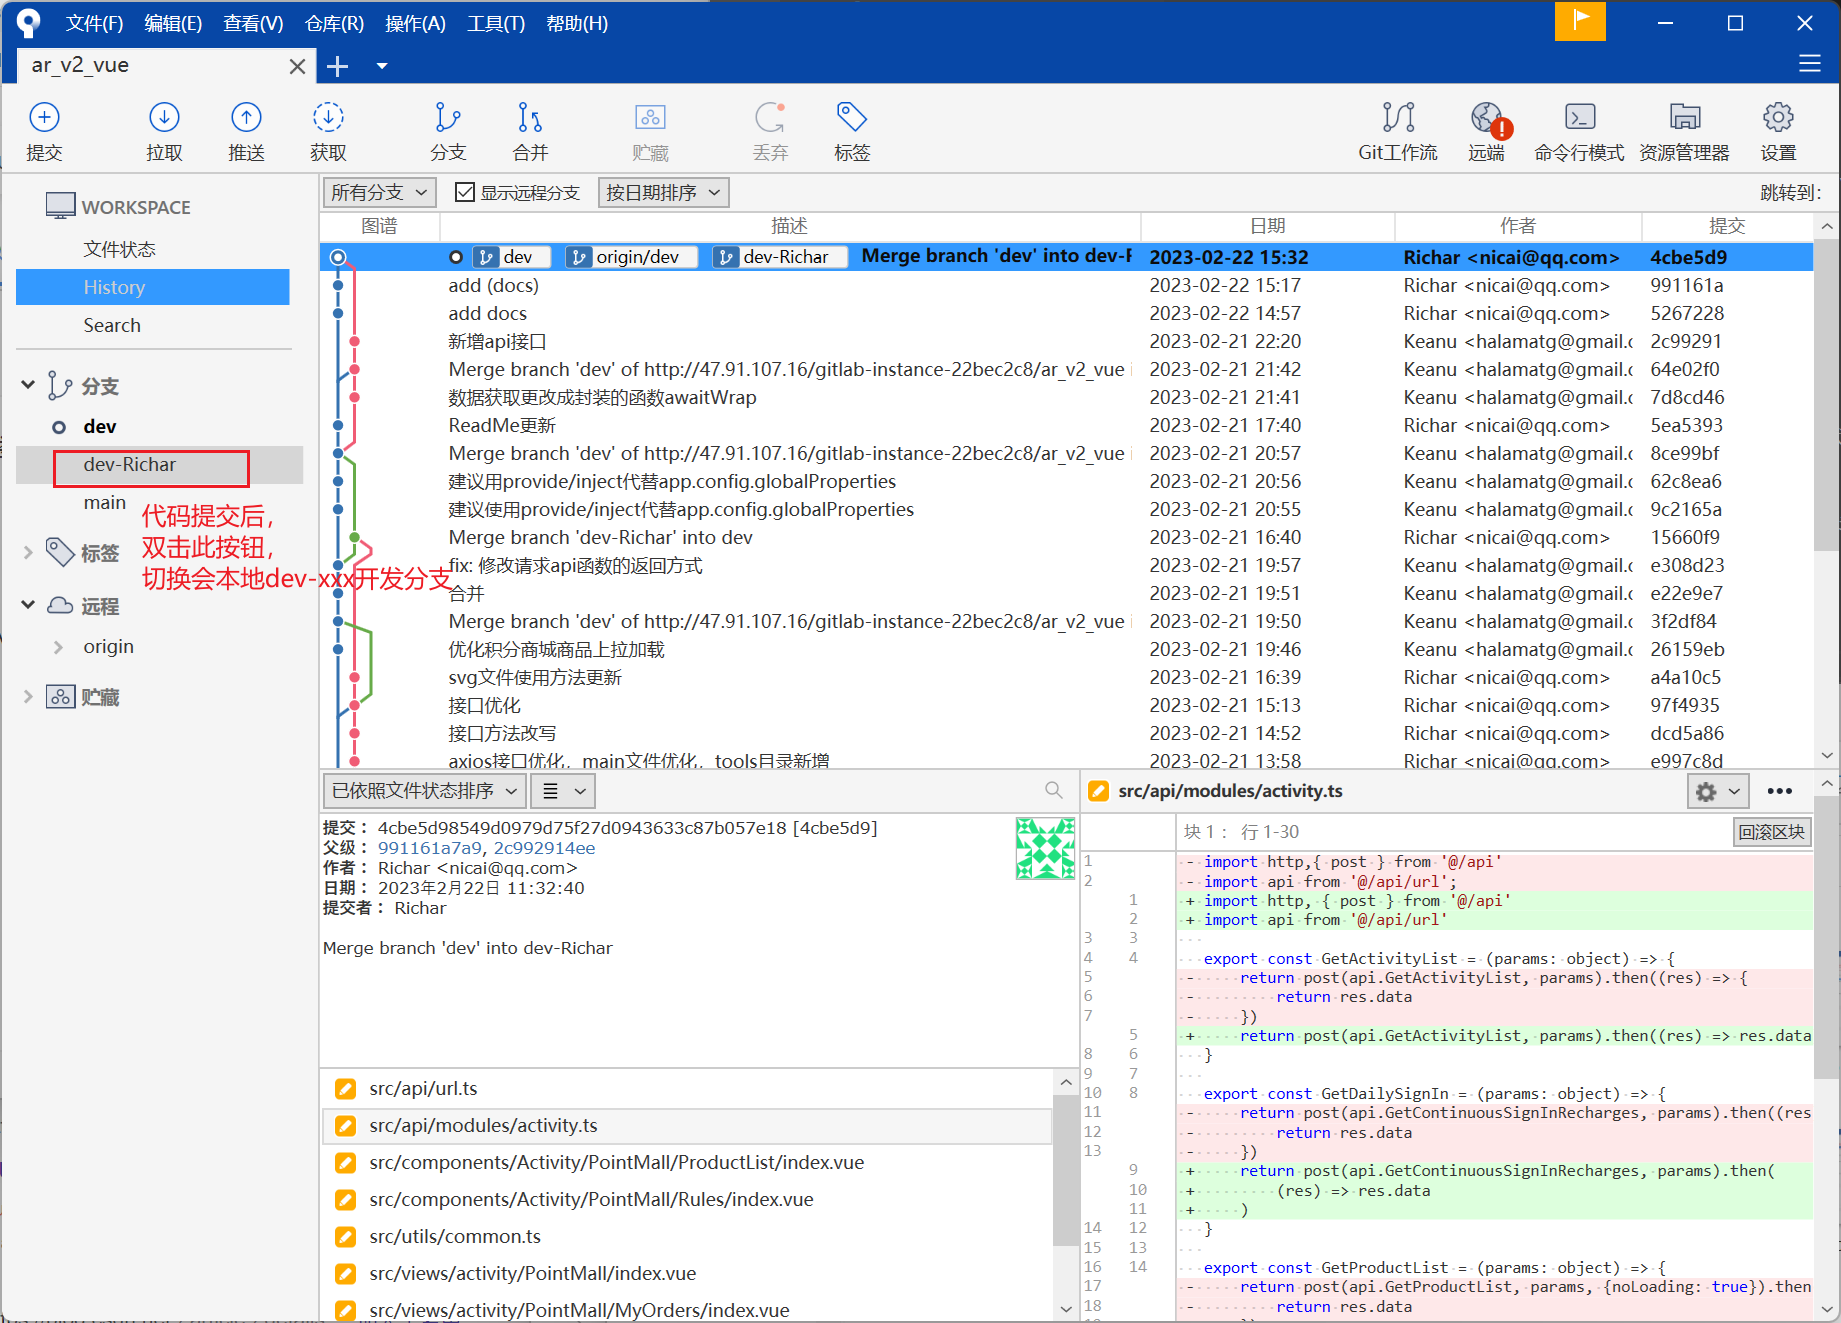 文件(F) 编辑(E) 查看(V) 仓库(R) 操作(A) 工具(T) 帮助(H)
ar_v2_vue
提交 拉取 推送 获取 分支 合并 贮藏 丢弃 标签 Git工作流 远端 命令行模式 资源管理器 设置
WORKSPACE
文件状态
History
Search
分支
dev
dev-Richar
main
代码提交后，
双击此按钮，
切换会本地dev-xxx开发分支
标签
远程
origin
贮藏
所有分支 显示远程分支 按日期排序 跳转到:
图谱 描述 日期 作者 提交
dev origin/dev dev-Richar Merge branch 'dev' into dev-R 2023-02-22 15:32 Richar <nicai@qq.com> 4cbe5d9
add (docs) 2023-02-22 15:17 Richar <nicai@qq.com> 991161a
add docs 2023-02-22 14:57 Richar <nicai@qq.com> 5267228
新增api接口 2023-02-21 22:20 Keanu <halamatg@gmail.c 2c99291
Merge branch 'dev' of http://47.91.107.16/gitlab-instance-22bec2c8/ar_v2_vue i 2023-02-21 21:42 Keanu <halamatg@gmail.c 64e02f0
数据获取更改成封装的函数awaitWrap 2023-02-21 21:41 Keanu <halamatg@gmail.c 7d8cd46
ReadMe更新 2023-02-21 17:40 Richar <nicai@qq.com> 5ea5393
Merge branch 'dev' of http://47.91.107.16/gitlab-instance-22bec2c8/ar_v2_vue i 2023-02-21 20:57 Keanu <halamatg@gmail.c 8ce99bf
建议用provide/inject代替app.config.globalProperties 2023-02-21 20:56 Keanu <halamatg@gmail.c 62c8ea6
建议使用provide/inject代替app.config.globalProperties 2023-02-21 20:55 Keanu <halamatg@gmail.c 9c2165a
Merge branch 'dev-Richar' into dev 2023-02-21 16:40 Richar <nicai@qq.com> 15660f9
fix: 修改请求api函数的返回方式 2023-02-21 19:57 Keanu <halamatg@gmail.c e308d23
合并 2023-02-21 19:51 Keanu <halamatg@gmail.c e22e9e7
Merge branch 'dev' of http://47.91.107.16/gitlab-instance-22bec2c8/ar_v2_vue i 2023-02-21 19:50 Keanu <halamatg@gmail.c 3f2df84
优化积分商城商品上拉加载 2023-02-21 19:46 Keanu <halamatg@gmail.c 26159eb
svg文件使用方法更新 2023-02-21 16:39 Richar <nicai@qq.com> a4a10c5
接口优化 2023-02-21 15:13 Richar <nicai@qq.com> 97f4935
接口方法改写 2023-02-21 14:52 Richar <nicai@qq.com> dcd5a86
axios接口优化，main文件优化，tools目录新增 2023-02-21 13:58 Richar <nicai@qq.com> e997c8d
已依照文件状态排序
提交： 4cbe5d98549d0979d75f27d0943633c87b057e18 [4cbe5d9]
父级： 991161a7a9, 2c992914ee
作者： Richar <nicai@qq.com>
日期： 2023年2月22日 11:32:40
提交者： Richar
Merge branch 'dev' into dev-Richar
src/api/url.ts
src/api/modules/activity.ts
src/components/Activity/PointMall/ProductList/index.vue
src/components/Activity/PointMall/Rules/index.vue
src/utils/common.ts
src/views/activity/PointMall/index.vue
src/views/activity/PointMall/MyOrders/index.vue
src/api/modules/activity.ts
块 1： 行 1-30 回滚区块
1 - import http,{ post } from '@/api'
2 - import api from '@/api/url';
1 + import http, { post } from '@/api'
2 + import api from '@/api/url'
3 3
4 4 export const GetActivityList = (params: object) => {
5 - return post(api.GetActivityList, params).then((res) => {
6 - return res.data
7 - })
5 + return post(api.GetActivityList, params).then((res) => res.data
8 6 }
9 7
10 8 export const GetDailySignIn = (params: object) => {
11 - return post(api.GetContinuousSignInRecharges, params).then((res
12 - return res.data
13 - })
9 + return post(api.GetContinuousSignInRecharges, params).then(
10 + (res) => res.data
11 + )
14 12 }
15 13
16 14 export const GetProductList = (params: object) => {
17 - return post(api.GetProductList, params, {noLoading: true}).then
18 - return res.data